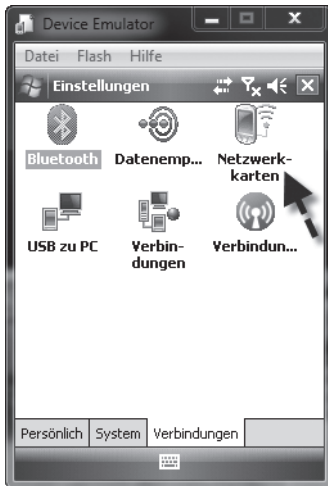 Device Emulator
Datei Flash Hilfe
Einstellungen
Bluetooth Datenemp... Netzwerk-
karten
USB zu PC Verbin- Verbindun...
dungen
Persönlich System Verbindungen